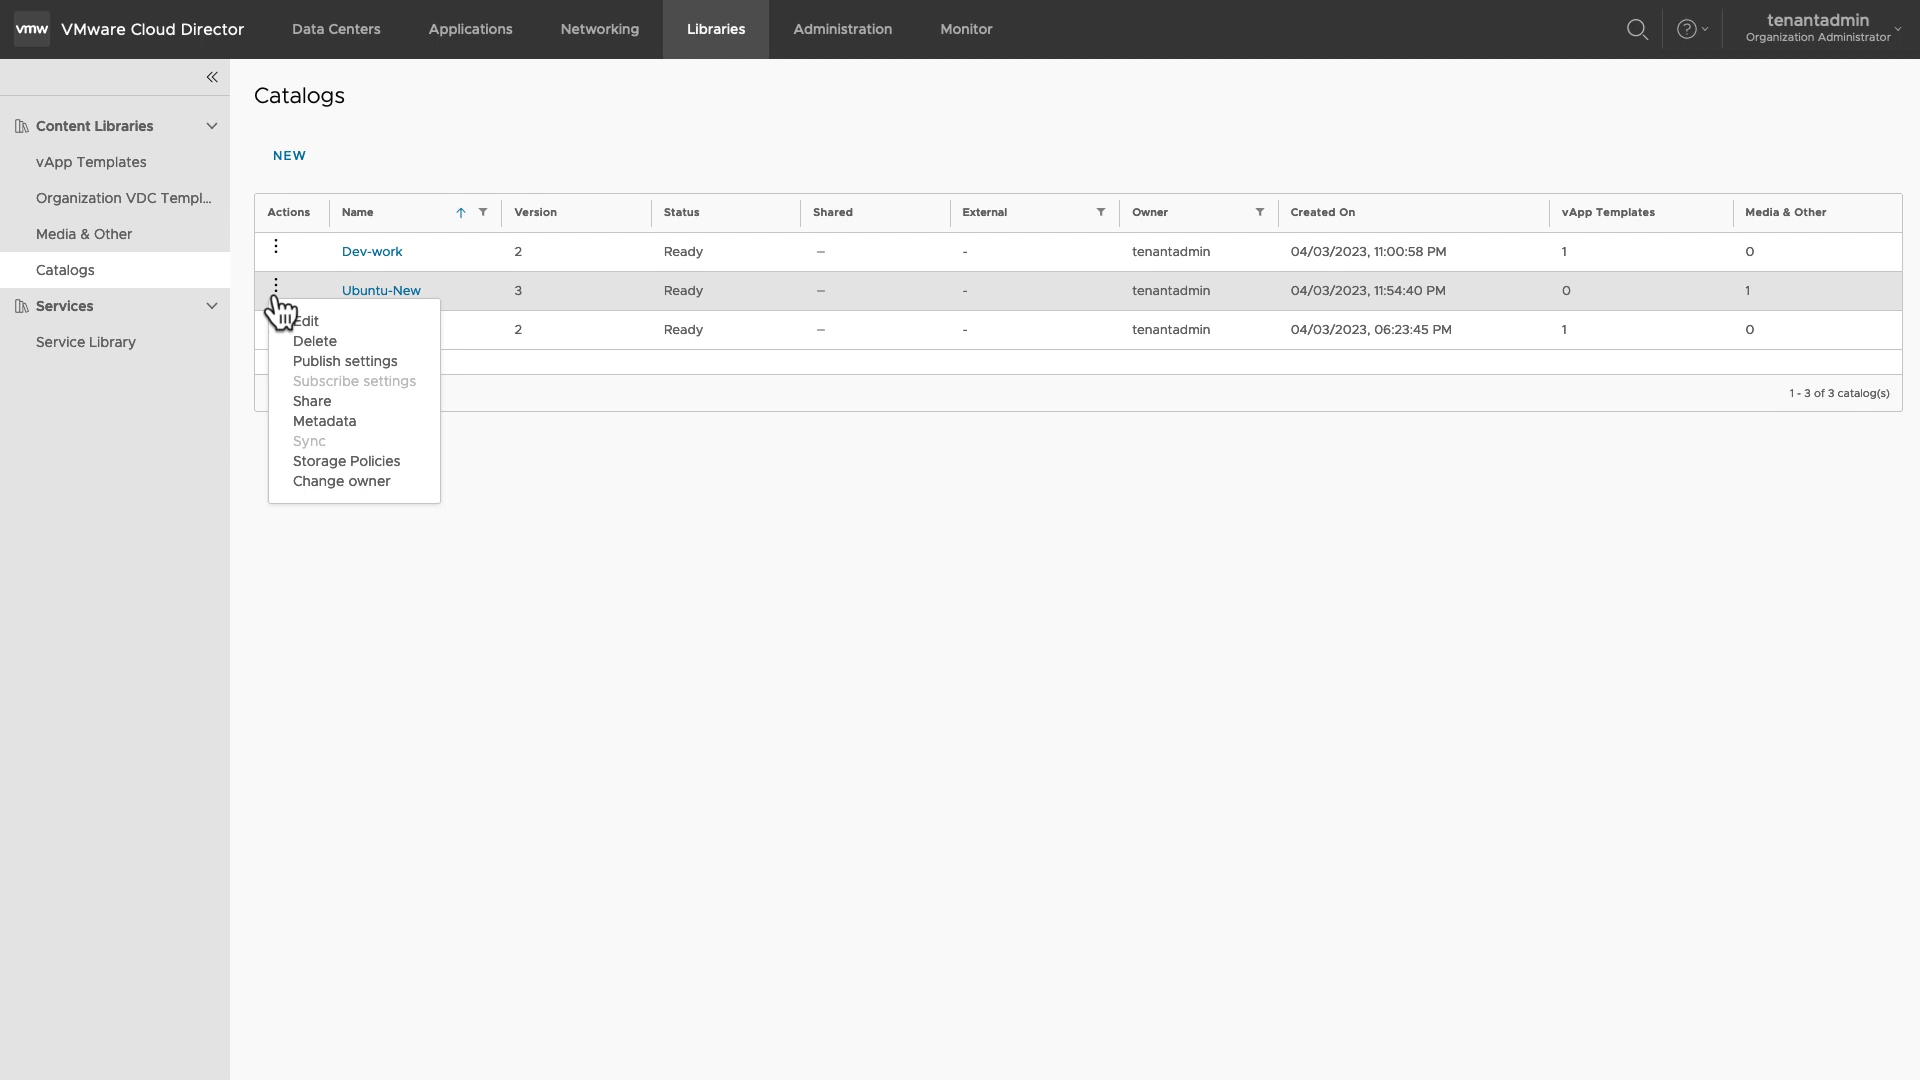 vmw VMware Cloud Director Data Centers Applications Networking Libraries Administration Monitor tenantadmin
Organization Administrator
Content Libraries
vApp Templates
Organization VDC Templ...
Media & Other
Catalogs
Services
Service Library
Catalogs
NEW
Actions Name Version Status Shared External Owner Created On vApp Templates Media & Other
Dev-work 2 Ready – - tenantadmin 04/03/2023, 11:00:58 PM 1 0
Ubuntu-New 3 Ready – - tenantadmin 04/03/2023, 11:54:40 PM 0 1
2 Ready – - tenantadmin 04/03/2023, 06:23:45 PM 1 0
1 - 3 of 3 catalog(s)
Edit
Delete
Publish settings
Subscribe settings
Share
Metadata
Sync
Storage Policies
Change owner